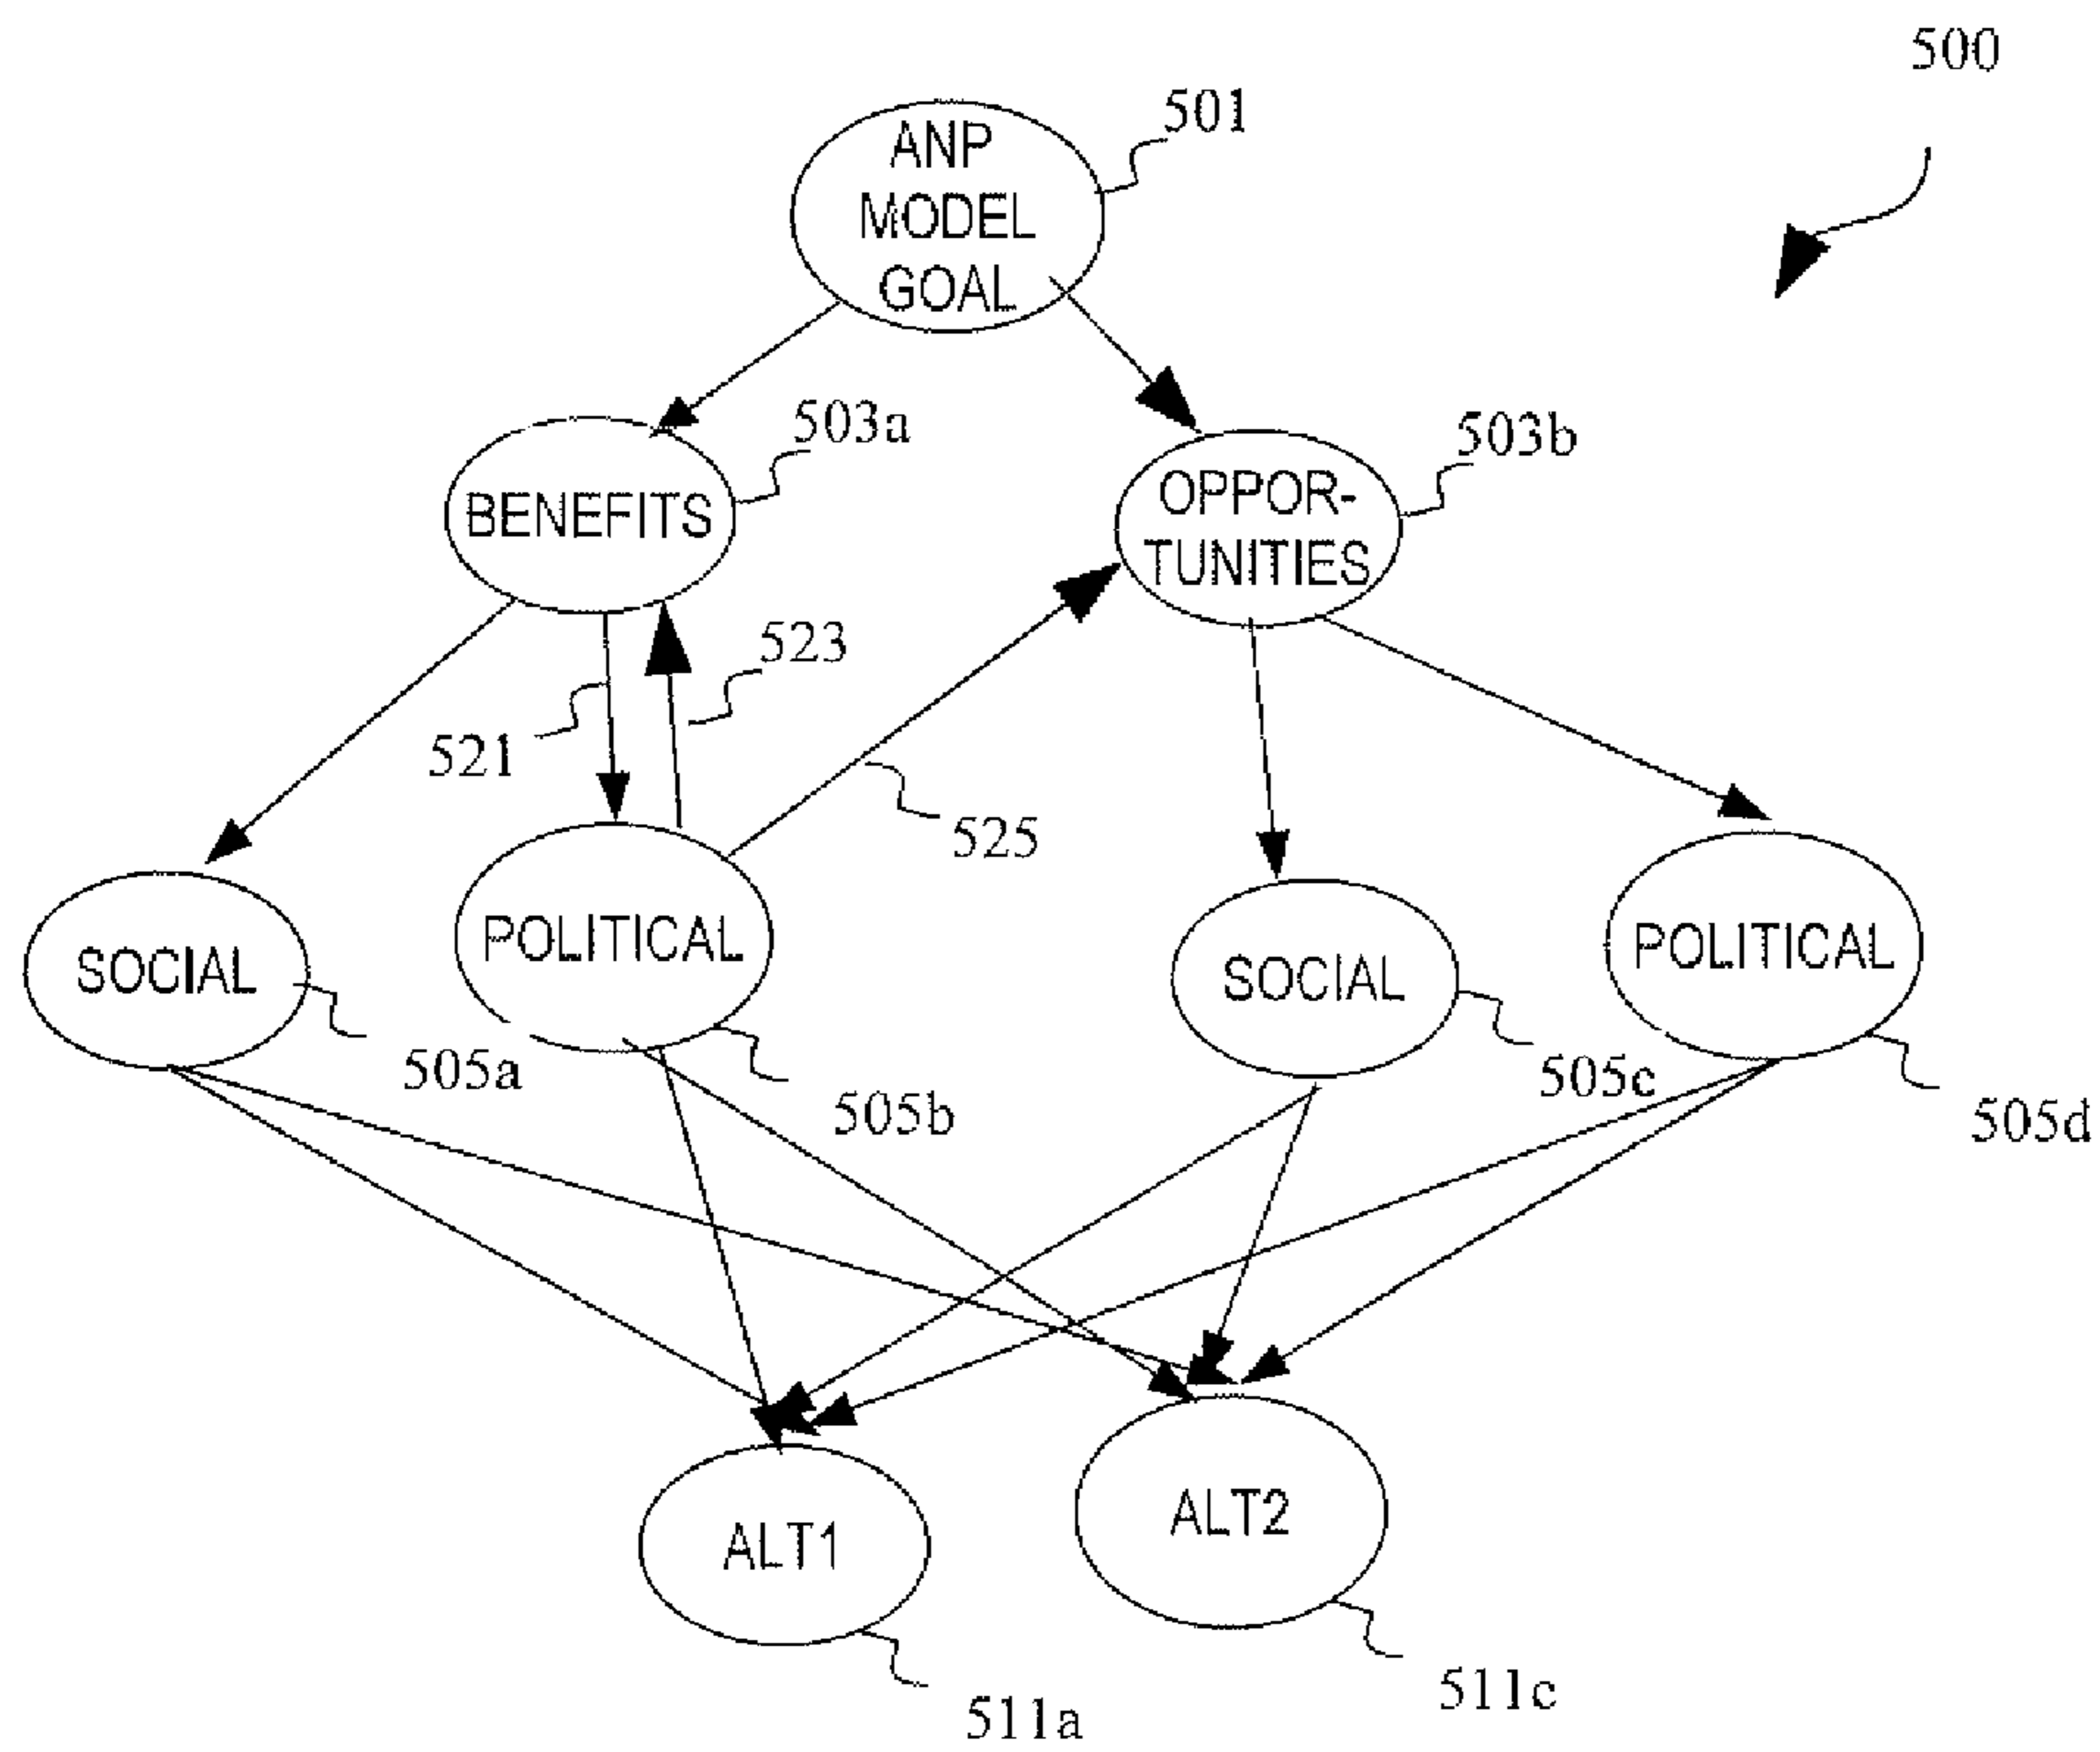 500
501
ANP
MODEL
GOAL
503a
503b
BENEFITS
OPPOR-
TUNITIES
523
521
525
SOCIAL
POLITICAL
SOCIAL
POLITICAL
505a
505b
505c
505d
ALT1
ALT2
511a
511c